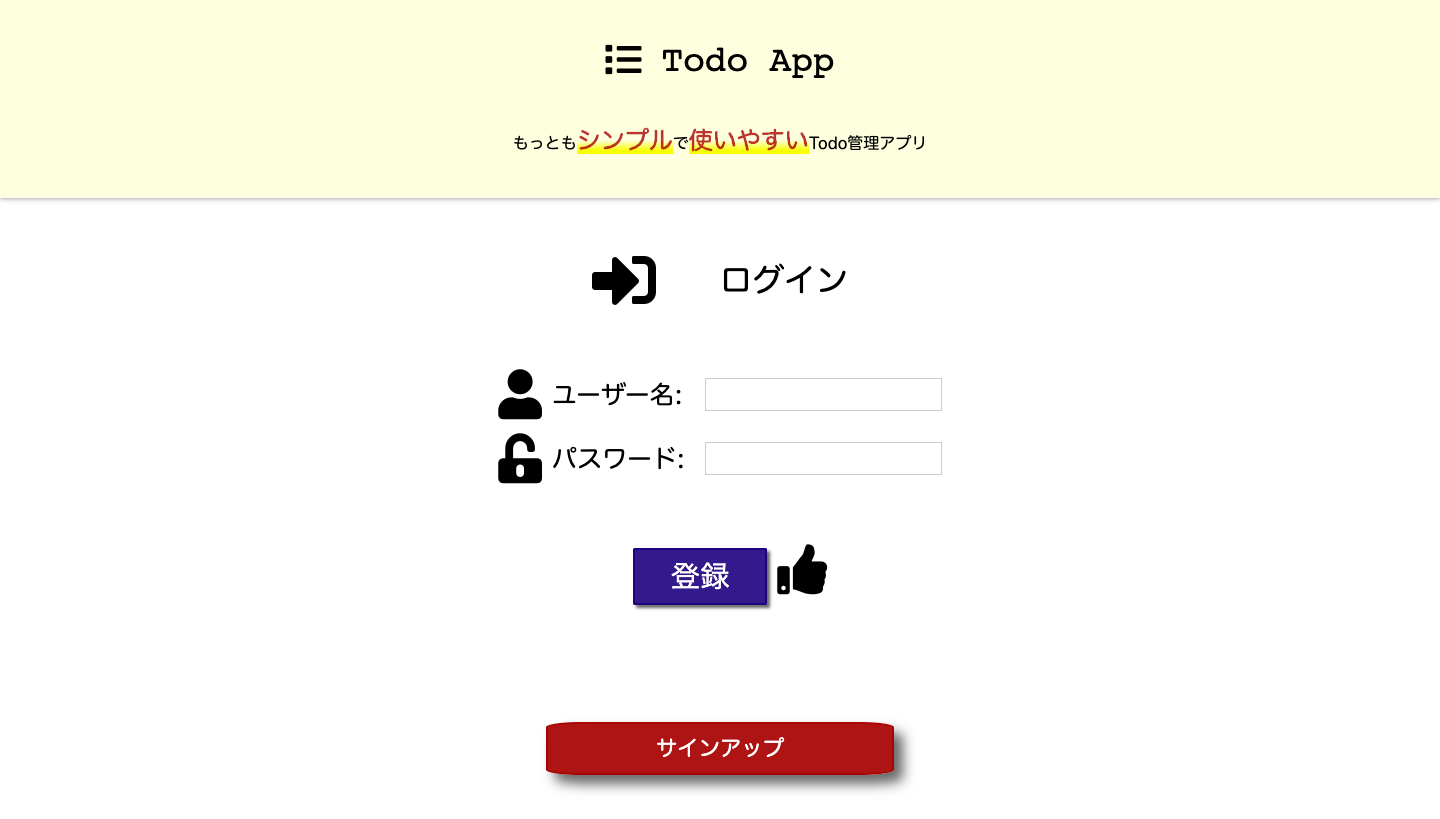 Todo App
もっともシンプルで使いやすいTodo管理アプリ
ログイン
ユーザー名:
パスワード:
登録
サインアップ